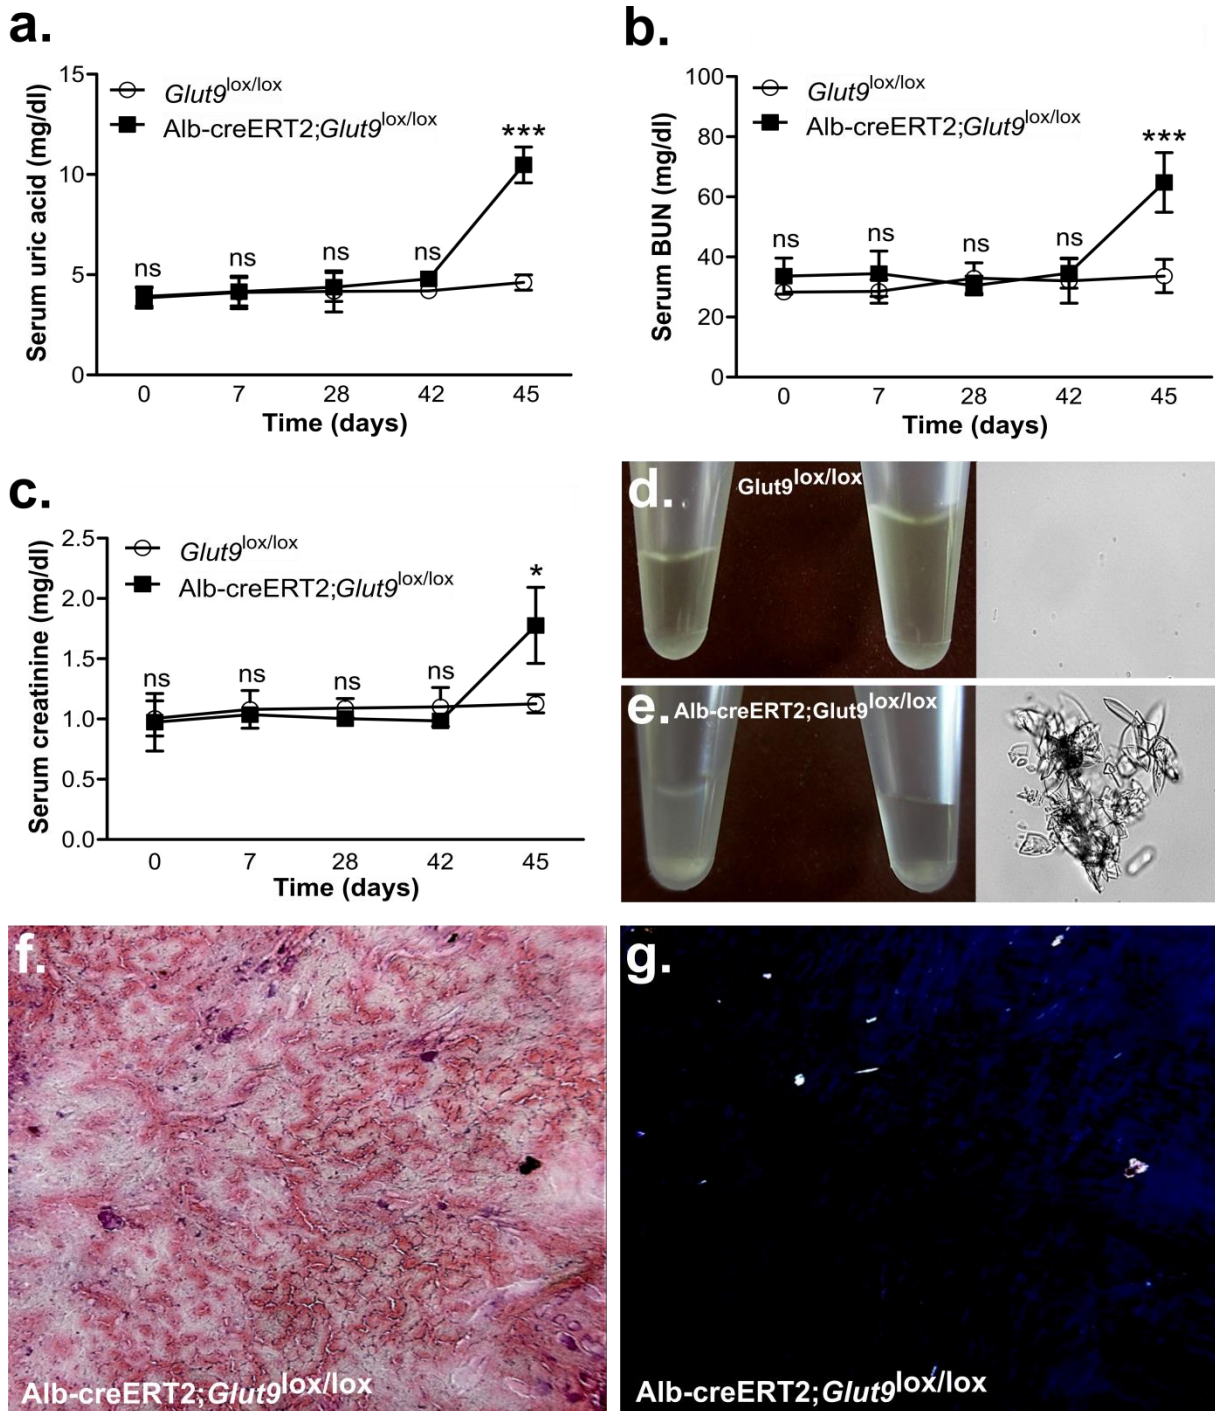 a.
Serum uric acid (mg/dl)
15
10
5
0
Glut9lox/lox
Alb-creERT2;Glut9lox/lox
ns
ns
ns
ns
***
0 7 28 42 45
Time (days)
b.
Serum BUN (mg/dl)
100
80
60
40
20
0
Glut9lox/lox
Alb-creERT2;Glut9lox/lox
ns
ns
ns
ns
***
0 7 28 42 45
Time (days)
c.
Serum creatinine (mg/dl)
2.5
2.0
1.5
1.0
0.5
0.0
Glut9lox/lox
Alb-creERT2;Glut9lox/lox
ns
ns
ns
ns
*
0 7 28 42 45
Time (days)
d.
Glut9lox/lox
e.
Alb-creERT2;Glut9lox/lox
f.
Alb-creERT2;Glut9lox/lox
g.
Alb-creERT2;Glut9lox/lox